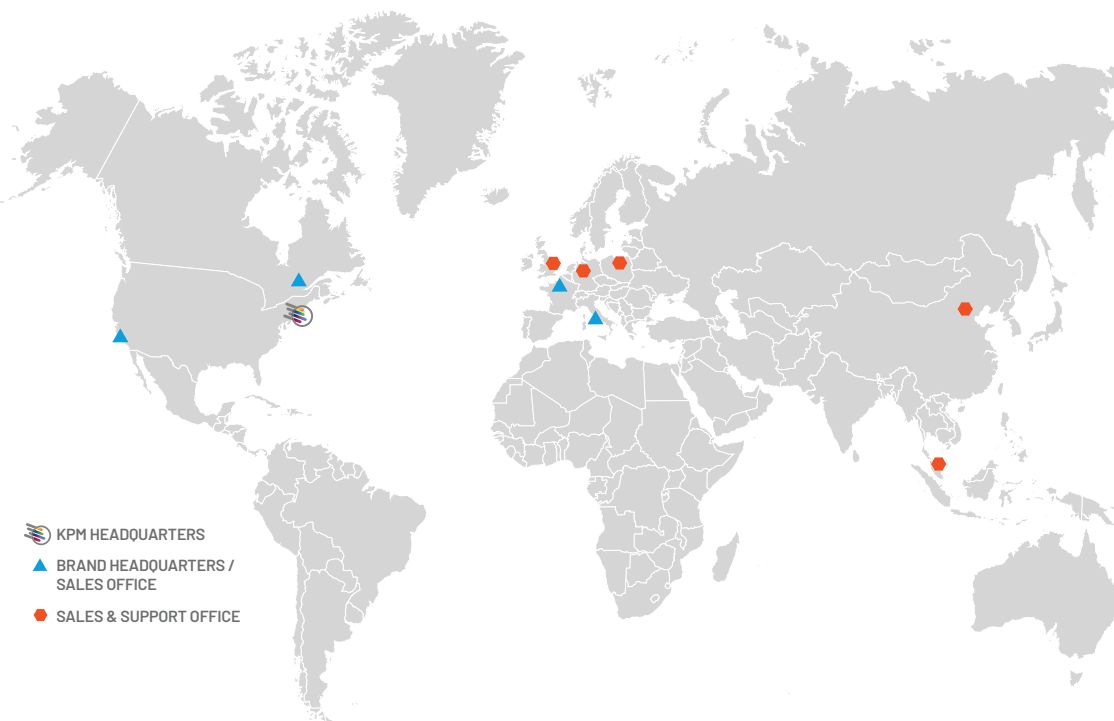 KPM HEADQUARTERS
BRAND HEADQUARTERS /
SALES OFFICE
SALES & SUPPORT OFFICE